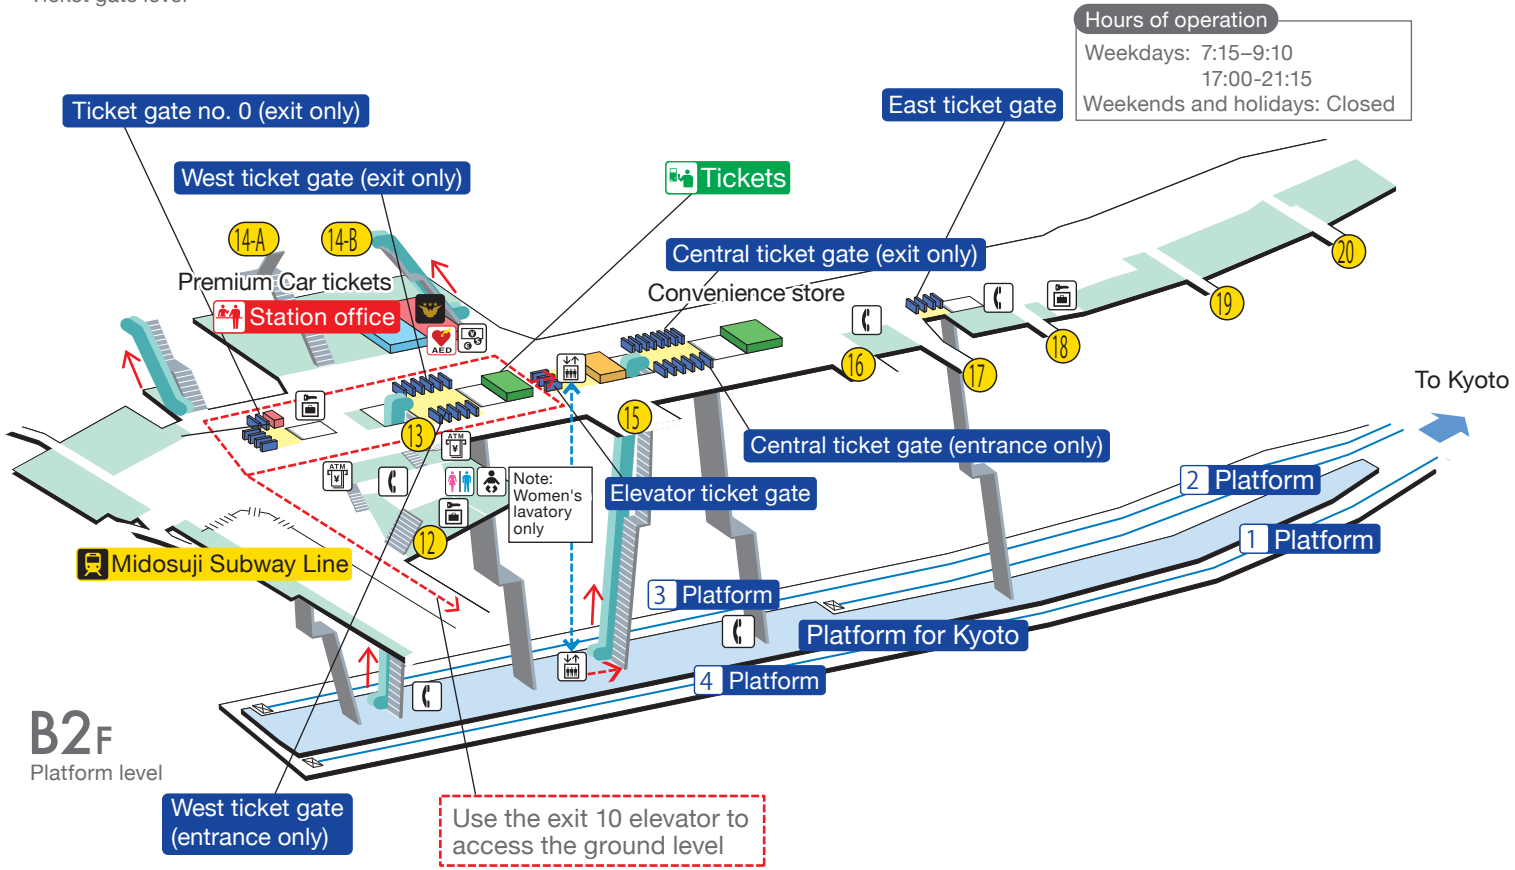 Ticket gate level
Hours of operation
Weekdays: 7:15–9:10
17:00-21:15
Weekends and holidays: Closed
Ticket gate no. 0 (exit only)
East ticket gate
West ticket gate (exit only)
Tickets
14-A
14-B
Central ticket gate (exit only)
20
Premium Car tickets
Convenience store
19
Station office
AED
18
16
17
To Kyoto
15
13
ATM
Central ticket gate (entrance only)
ATM
Note:
Women's
lavatory
only
Elevator ticket gate
2 Platform
12
1 Platform
Midosuji Subway Line
3 Platform
Platform for Kyoto
4 Platform
B2F
Platform level
West ticket gate
(entrance only)
Use the exit 10 elevator to
access the ground level